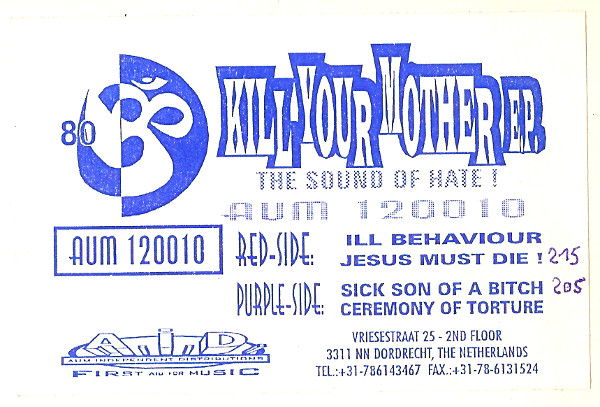 80
KILL-YOUR MOTHER E.P.
THE SOUND OF HATE !
AUM 120010
AUM 120010
RED-SIDE: ILL BEHAVIOUR
JESUS MUST DIE ! 215
PURPLE-SIDE: SICK SON OF A BITCH 205
CEREMONY OF TORTURE
A.i.D.
AUM INDEPENDENT DISTRIBUTIONS
FIRST AID FOR MUSIC
VRIESESTRAAT 25 - 2ND FLOOR
3311 NN DORDRECHT, THE NETHERLANDS
TEL.:+31-786143467 FAX.:+31-78-6131524